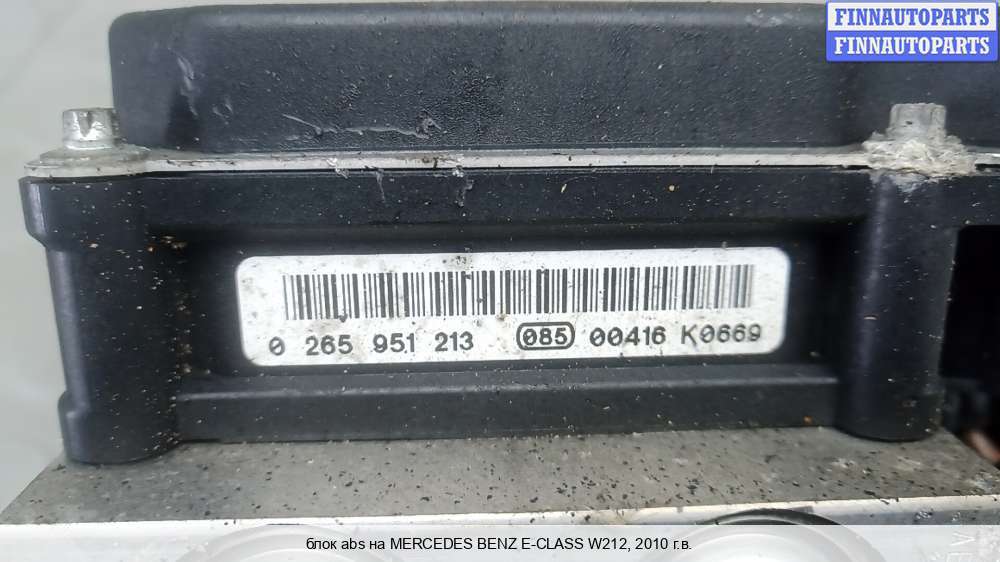 FINNAUTOPARTS
FINNAUTOPARTS
0 265 951 213 085 00416 K0669
блок abs на MERCEDES BENZ E-CLASS W212, 2010 г.в.